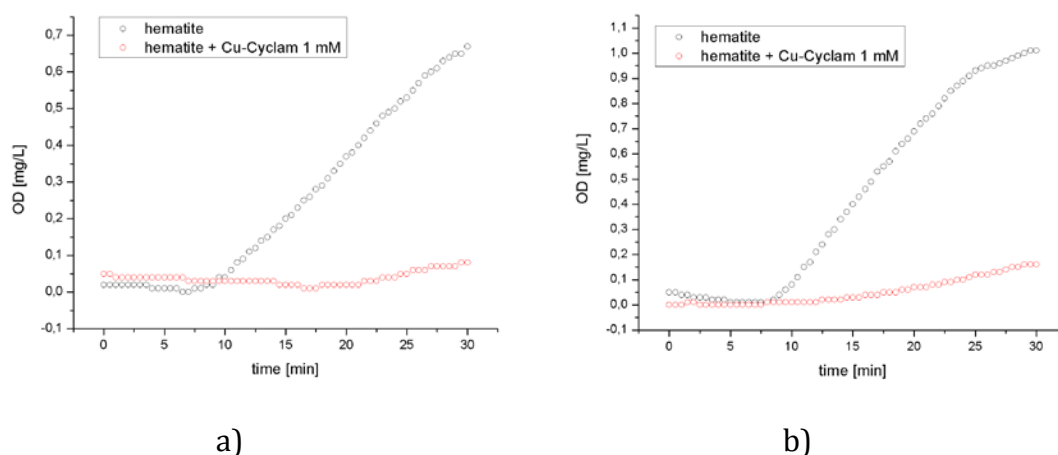 hematite
hematite + Cu-Cyclam 1 mM
0,7
0,6
0,5
0,4
0,3
0,2
0,1
0,0
-0,1
OD [mg/L]
0 5 10 15 20 25 30
time [min]
a)
hematite
hematite + Cu-Cyclam 1 mM
1,1
1,0
0,9
0,8
0,7
0,6
0,5
0,4
0,3
0,2
0,1
0,0
-0,1
OD [mg/L]
0 5 10 15 20 25 30
time [min]
b)